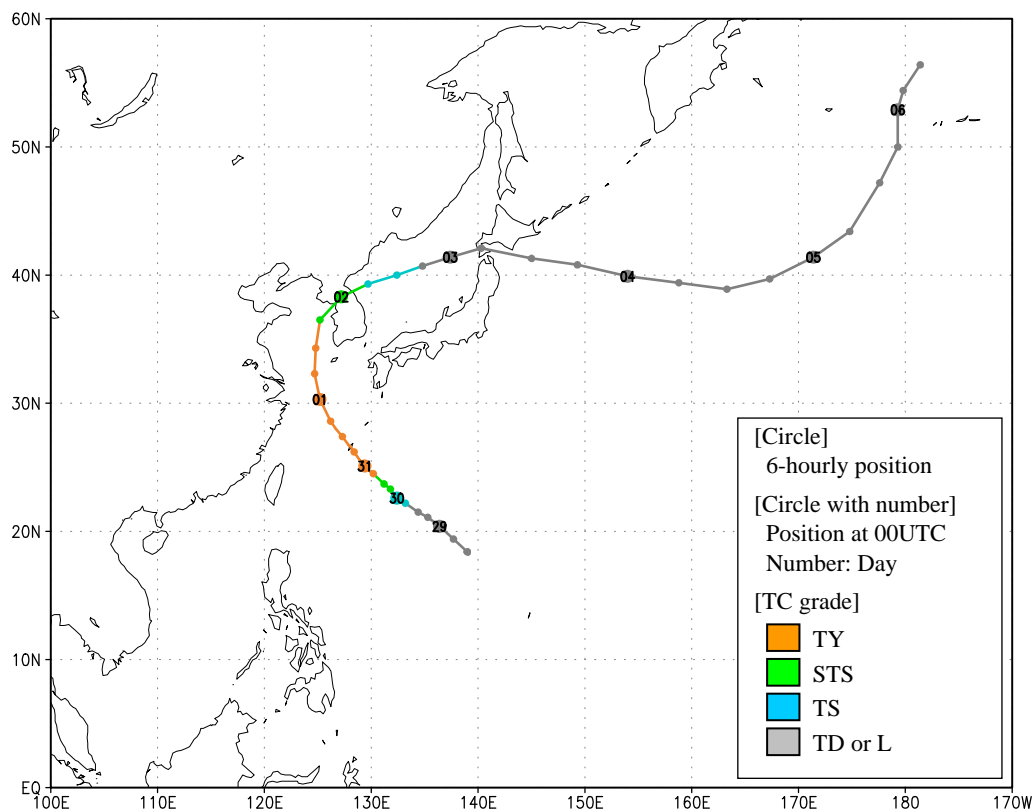 60N
50N
40N
30N
20N
10N
EQ
100E 110E 120E 130E 140E 150E 160E 170E 180 170W
06
05
04
03
02
01
31
30
29
[Circle]
6-hourly position
[Circle with number]
Position at 00UTC
Number: Day
[TC grade]
TY
STS
TS
TD or L